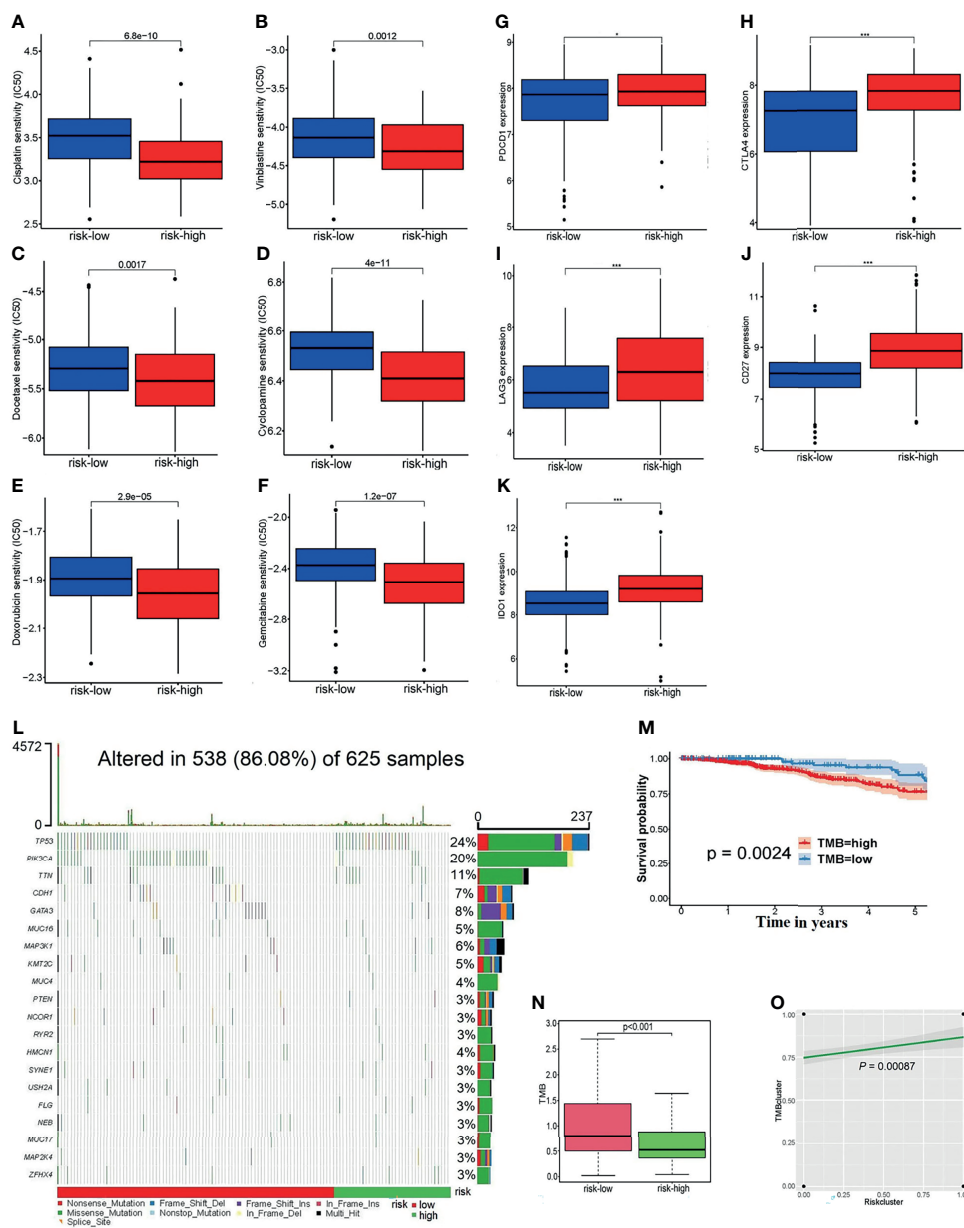 A
6.8e-10
Cisplatin senstivity (IC50)
4.5
4.0
3.5
3.0
2.5
risk-low risk-high
B
0.0012
Vinblastine senstivity (IC50)
−3.0
−3.5
−4.0
−4.5
−5.0
risk-low risk-high
G
*
PDCD1 expression
9
8
7
6
5
risk-low risk-high
H
***
CTLA4 expression
8
6
4
risk-low risk-high
C
0.0017
Docetaxel senstivity (IC50)
−4.5
−5.0
−5.5
−6.0
risk-low risk-high
D
4e-11
Cyclopamine senstivity (IC50)
6.8
6.6
6.4
6.2
risk-low risk-high
I
***
LAG3 expression
10
8
6
4
risk-low risk-high
J
***
CD27 expression
11
9
7
5
risk-low risk-high
E
2.9e-05
Doxorubicin senstivity (IC50)
−1.7
−1.9
−2.1
−2.3
risk-low risk-high
F
1.2e-07
Gemcitabine senstivity (IC50)
−2.0
−2.4
−2.8
−3.2
risk-low risk-high
K
***
IDO1 expression
12
10
8
6
risk-low risk-high
L
4572
0
Altered in 538 (86.08%) of 625 samples
0 237
TP53 24%
PIK3CA 20%
TTN 11%
CDH1 7%
GATA3 8%
MUC16 5%
MAP3K1 6%
KMT2C 5%
MUC4 4%
PTEN 3%
NCOR1 3%
RYR2 3%
HMCN1 4%
SYNE1 3%
USH2A 3%
FLG 3%
NEB 3%
MUC17 3%
MAP2K4 3%
ZFHX4 3%
risk
Nonsense_Mutation Frame_Shift_Del Frame_Shift_Ins In_Frame_Ins risk low
Missense_Mutation Nonstop_Mutation In_Frame_Del Multi_Hit high
Splice_Site
M
Survival probability
1.00
0.75
0.50
0.25
0.00
p = 0.0024
TMB=high
TMB=low
0 1 2 3 4 5
Time in years
N
p<0.001
TMB
3.0
2.5
2.0
1.5
1.0
0.5
0.0
risk-low risk-high
O
TMBcluster
1.00
0.75
0.50
0.25
0.00
P = 0.00087
0.00 0.25 0.50 0.75 1.0
Riskcluster